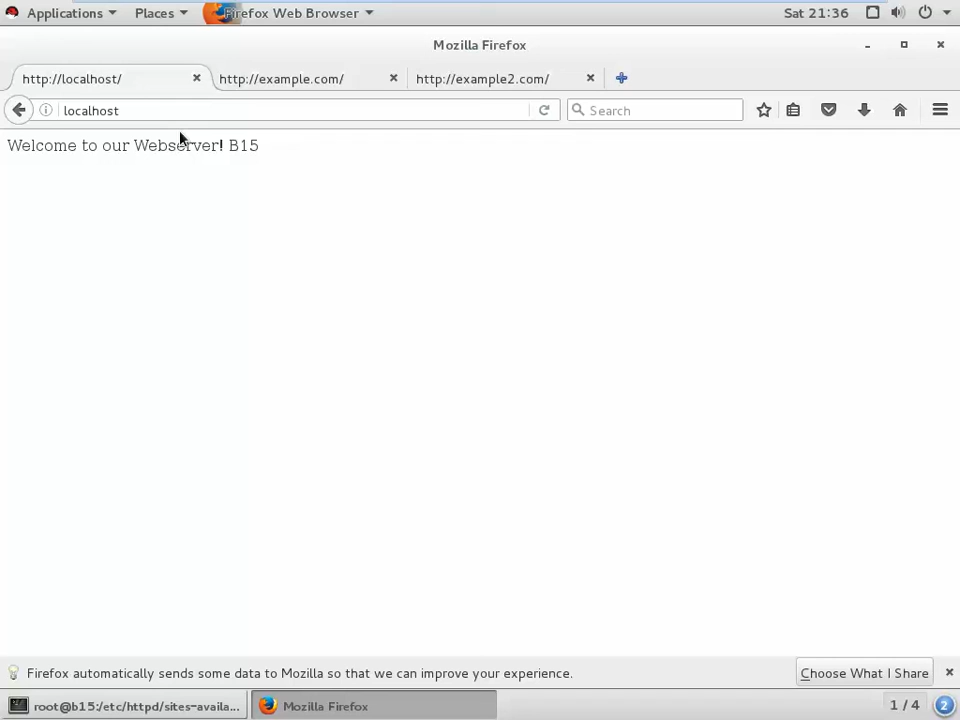 Applications Places Firefox Web Browser Sat 21:36
Mozilla Firefox
http://localhost/ http://example.com/ http://example2.com/
localhost Search
Welcome to our Webserver! B15
Firefox automatically sends some data to Mozilla so that we can improve your experience. Choose What I Share
root@b15:/etc/httpd/sites-availa... Mozilla Firefox 1 / 4 2